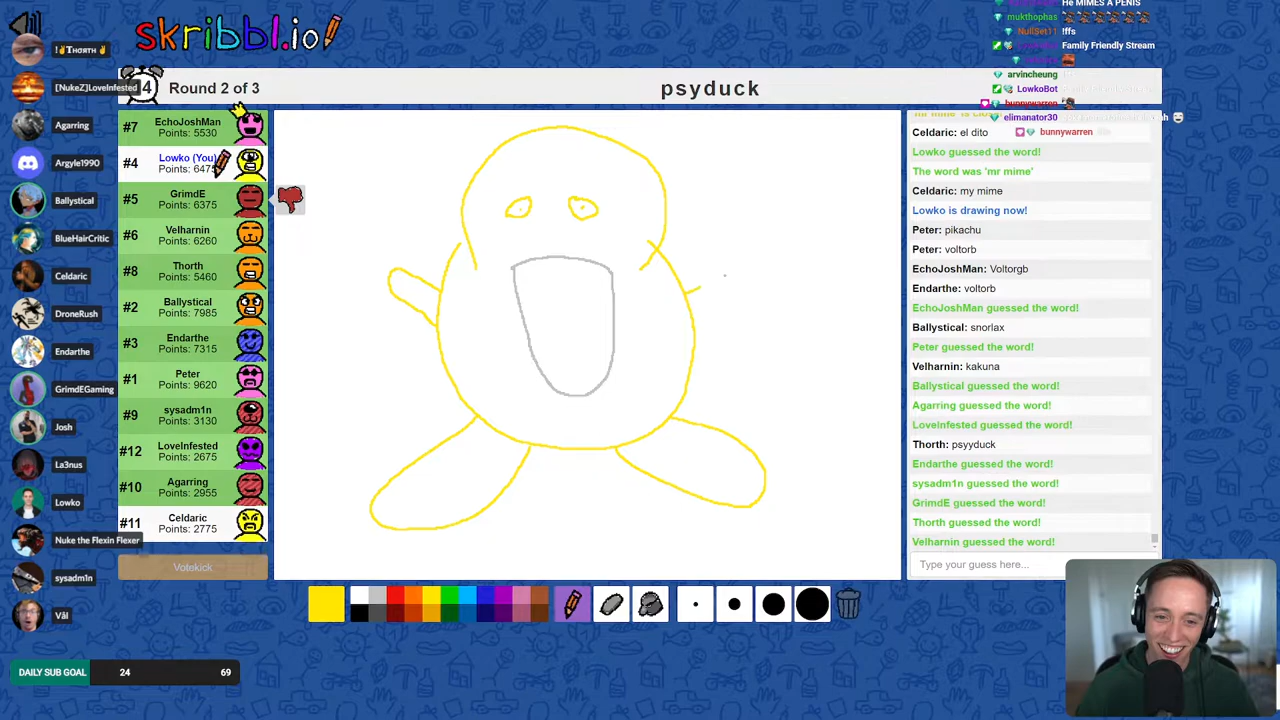 skribbl.io!
He MIMES A PENIS
mukthophas
NullSet11 !ffs
Family Friendly Stream
arvincheung
LowkoBot
bunnywarren
elimanator30
bunnywarren
!✌Thorth✌
[NukeZ]LoveInfested
Agarring
Argyle1990
Ballystical
BlueHairCritic
Celdaric
DroneRush
Endarthe
GrimdEGaming
Josh
La3nus
Lowko
Nuke the Flexin Flexer
sysadm1n
Vâl
4
Round 2 of 3
psyduck
#7 EchoJoshMan
Points: 5530
#4 Lowko (You)
Points: 6475
#5 GrimdE
Points: 6375
#6 Velharnin
Points: 6260
#8 Thorth
Points: 5460
#2 Ballystical
Points: 7985
#3 Endarthe
Points: 7315
#1 Peter
Points: 9620
#9 sysadm1n
Points: 3130
#12 LoveInfested
Points: 2675
#10 Agarring
Points: 2955
#11 Celdaric
Points: 2775
Votekick
Celdaric: el dito
Lowko guessed the word!
The word was 'mr mime'
Celdaric: my mime
Lowko is drawing now!
Peter: pikachu
Peter: voltorb
EchoJoshMan: Voltorgb
Endarthe: voltorb
EchoJoshMan guessed the word!
Ballystical: snorlax
Peter guessed the word!
Velharnin: kakuna
Ballystical guessed the word!
Agarring guessed the word!
LoveInfested guessed the word!
Thorth: psyyduck
Endarthe guessed the word!
sysadm1n guessed the word!
GrimdE guessed the word!
Thorth guessed the word!
Velharnin guessed the word!
Type your guess here...
DAILY SUB GOAL 24 69